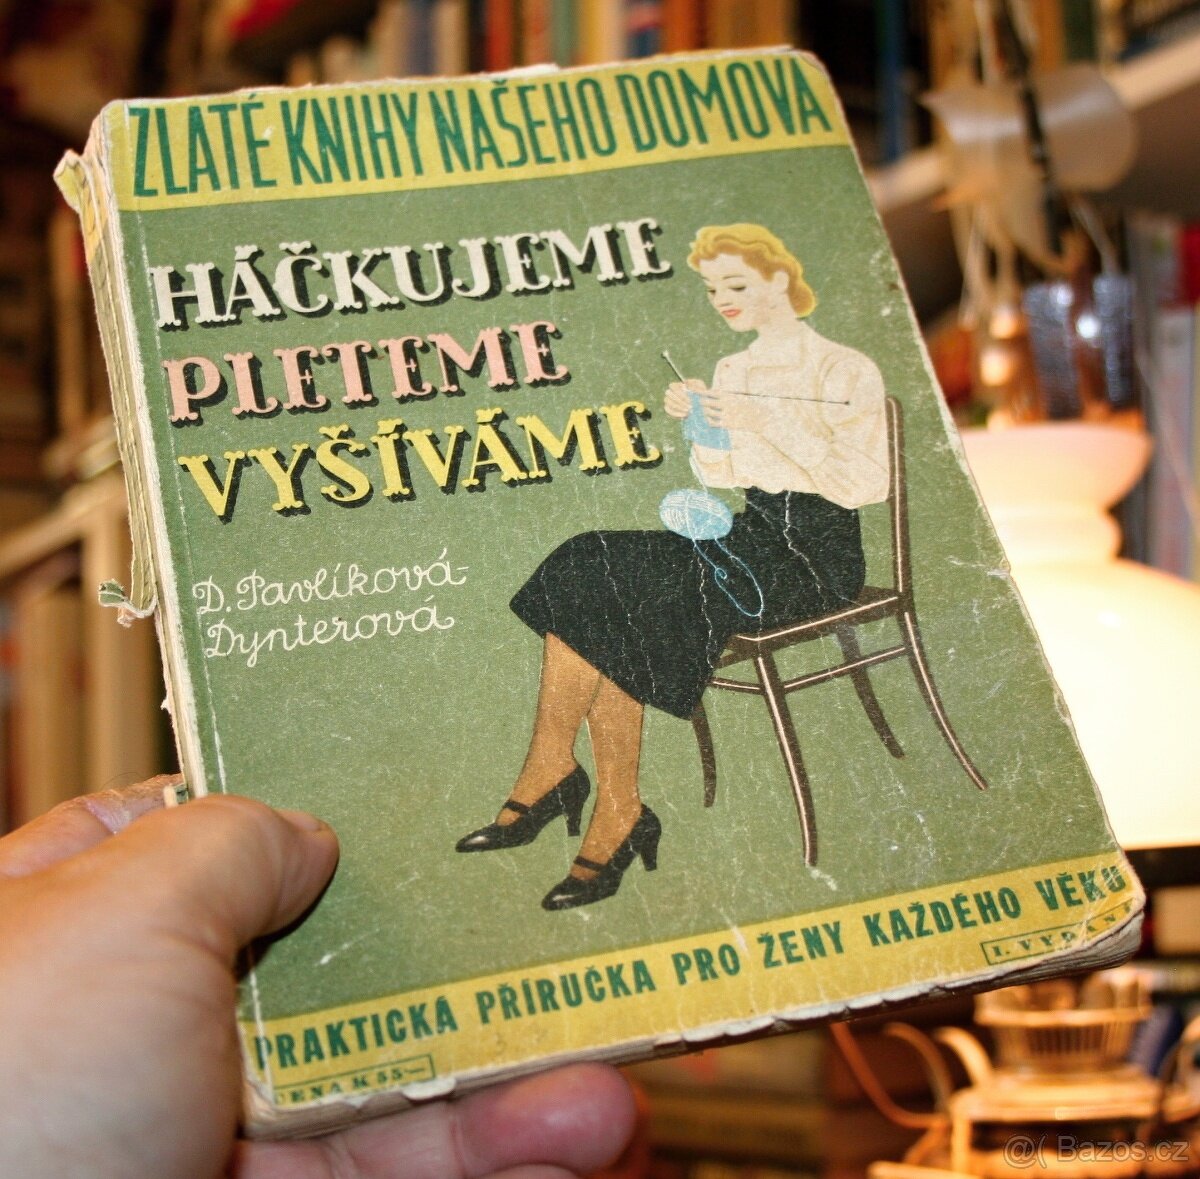 ZLATÉ KNIHY NAŠEHO DOMOVA
HÁČKUJEME
PLETEME
VYŠÍVÁME
D. Pavlíková-
Dynterová
PRAKTICKÁ PŘÍRUČKA PRO ŽENY KAŽDÉHO VĚKU
I. VYDÁNÍ
CENA K 55·—
@( Bazos.cz